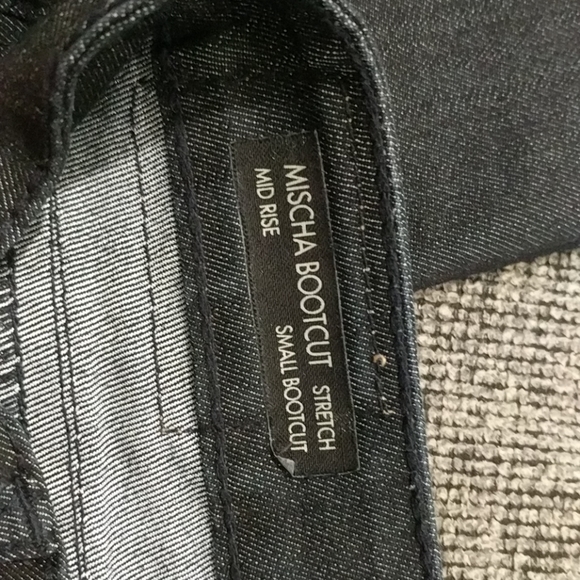 MISCHA BOOTCUT STRETCH
MID RISE SMALL BOOTCUT